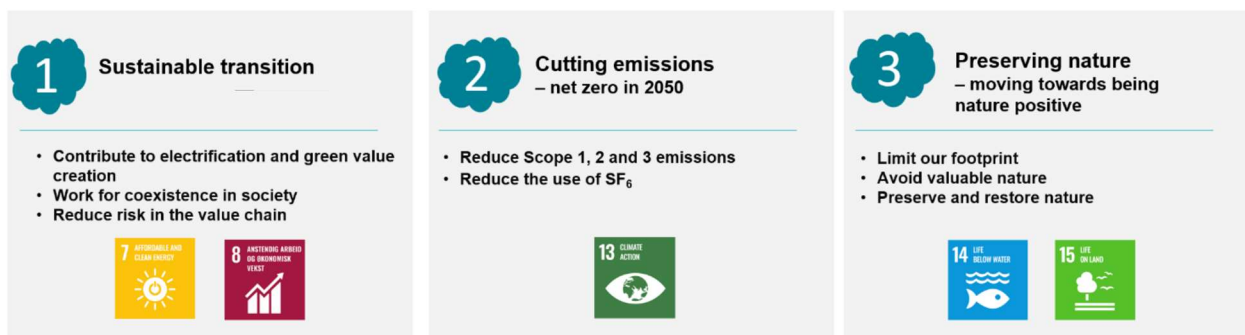 1
Sustainable transition
• Contribute to electrification and green value
creation
• Work for coexistence in society
• Reduce risk in the value chain
7 AFFORDABLE AND
CLEAN ENERGY
8 ANSTENDIG ARBEID
OG ØKONOMISK
VEKST
2
Cutting emissions
– net zero in 2050
• Reduce Scope 1, 2 and 3 emissions
• Reduce the use of SF₆
13 CLIMATE
ACTION
3
Preserving nature
– moving towards being
nature positive
• Limit our footprint
• Avoid valuable nature
• Preserve and restore nature
14 LIFE
BELOW WATER
15 LIFE
ON LAND